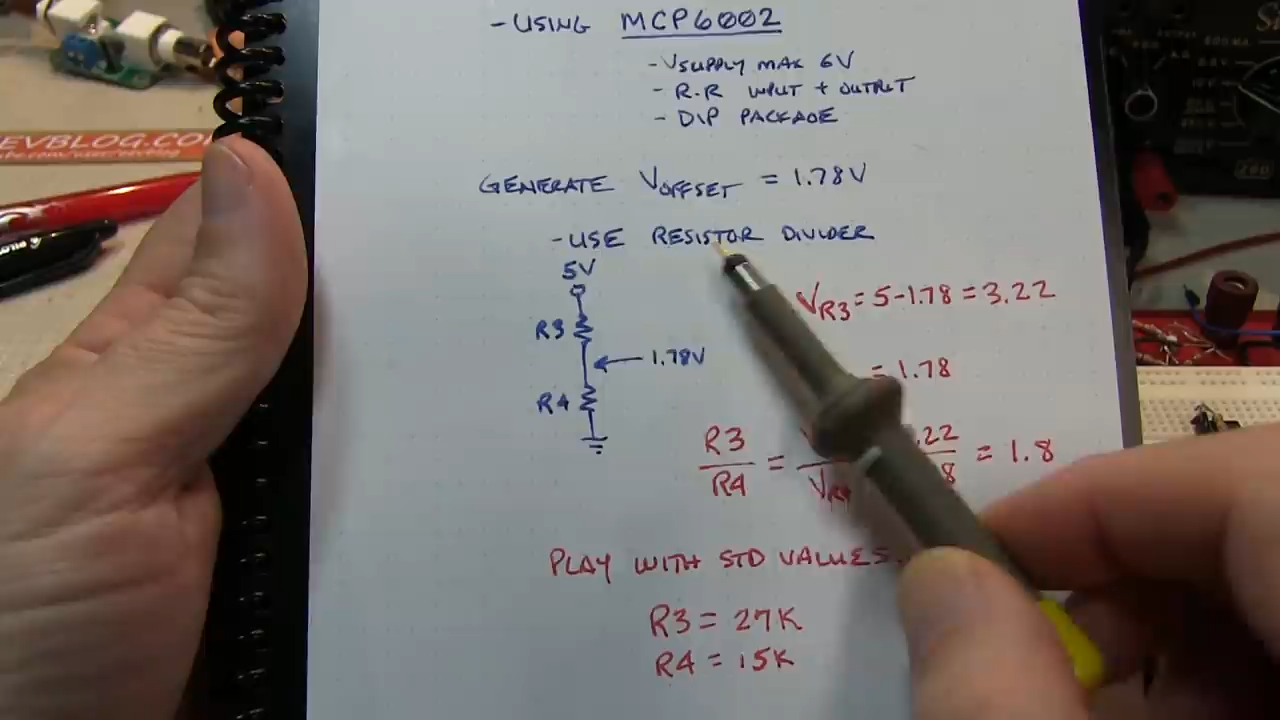 - USING MCP6002
- VSUPPLY MAX 6V
- R-R INPUT + OUTPUT
- DIP PACKAGE
GENERATE VOFFSET = 1.78V
- USE RESISTOR DIVIDER
5V
R3
1.78V
R4
VR3 = 5-1.78 = 3.22
= 1.78
R3/R4 = = 1.8
PLAY WITH STD VALUES.
R3 = 27K
R4 = 15K
EVBLOG.CO